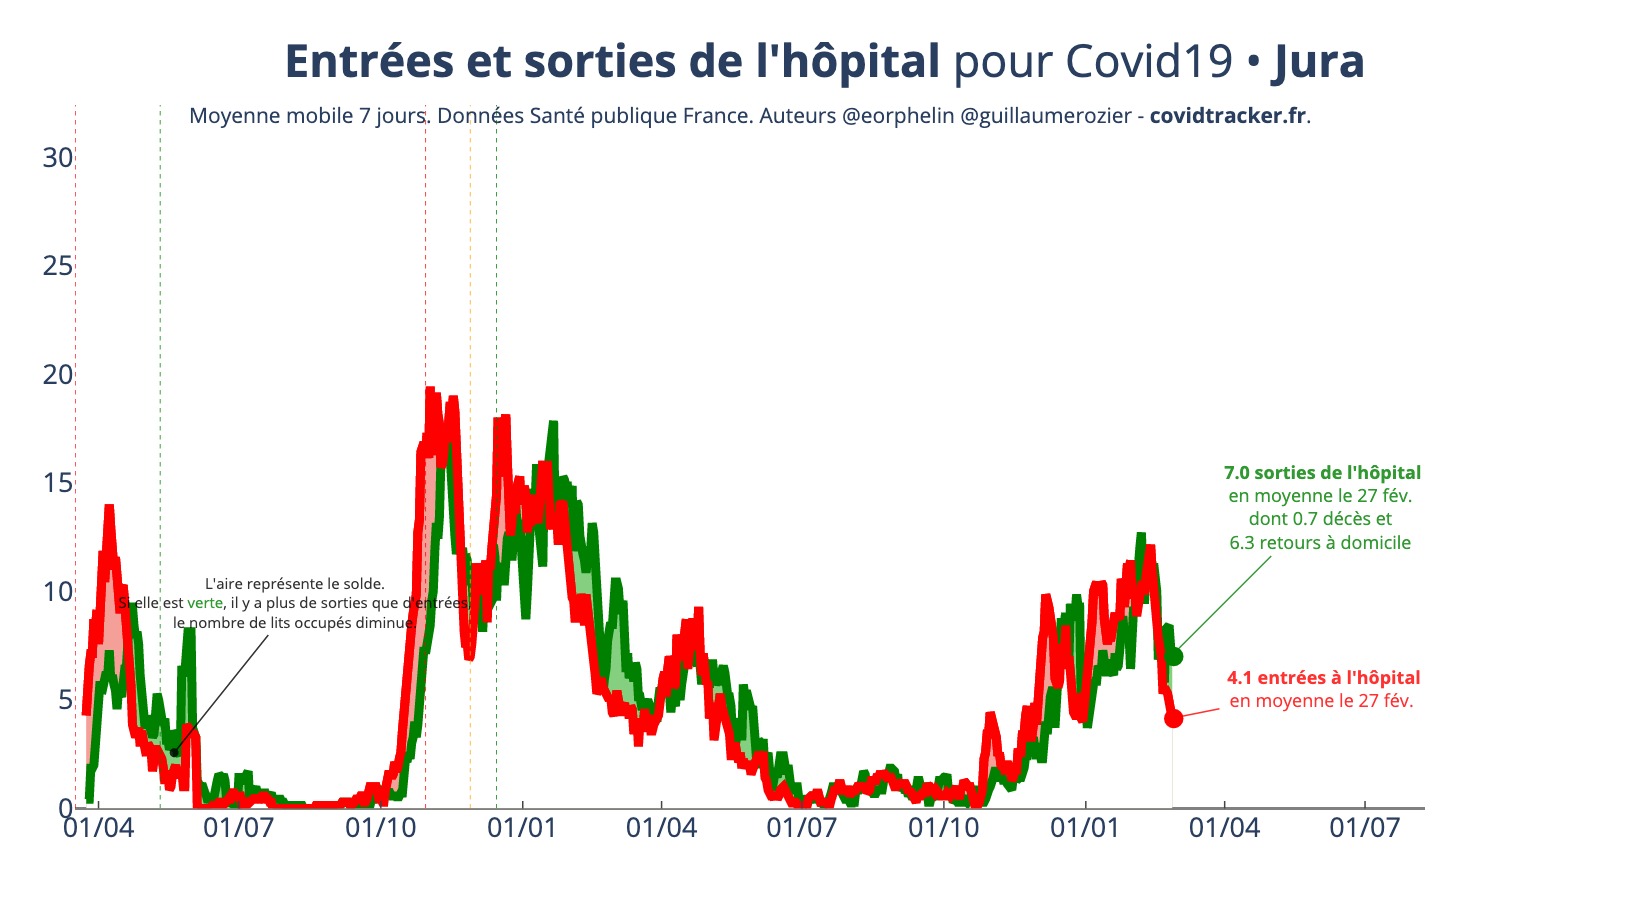 Entrées et sorties de l'hôpital pour Covid19 • Jura
Moyenne mobile 7 jours. Données Santé publique France. Auteurs @eorphelin @guillaumerozier - covidtracker.fr.
30
25
20
15
10
5
0
7.0 sorties de l'hôpital
en moyenne le 27 fév.
dont 0.7 décès et
6.3 retours à domicile
L'aire représente le solde.
Si elle est verte, il y a plus de sorties que d'entrées,
le nombre de lits occupés diminue.
4.1 entrées à l'hôpital
en moyenne le 27 fév.
01/04 01/07 01/10 01/01 01/04 01/07 01/10 01/01 01/04 01/07